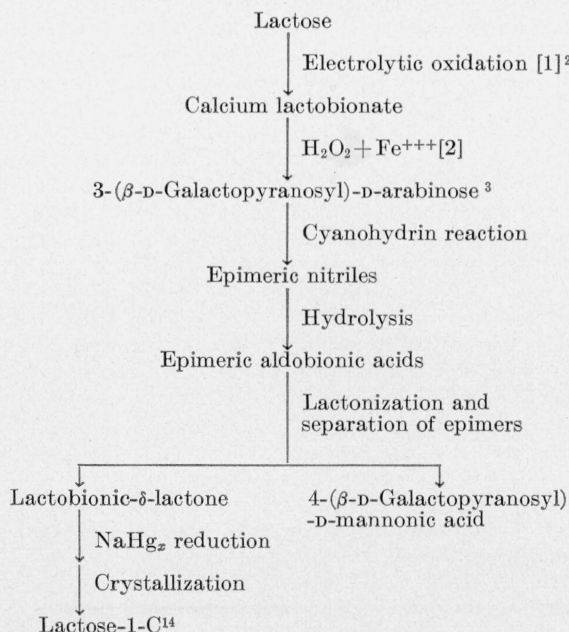 Lactose
Electrolytic oxidation [1]²
Calcium lactobionate
H₂O₂+Fe⁺⁺⁺[2]
3-(β-D-Galactopyranosyl)-D-arabinose ³
Cyanohydrin reaction
Epimeric nitriles
Hydrolysis
Epimeric aldobionic acids
Lactonization and
separation of epimers
Lactobionic-δ-lactone
4-(β-D-Galactopyranosyl)
-D-mannonic acid
NaHgₓ reduction
Crystallization
Lactose-1-C¹⁴